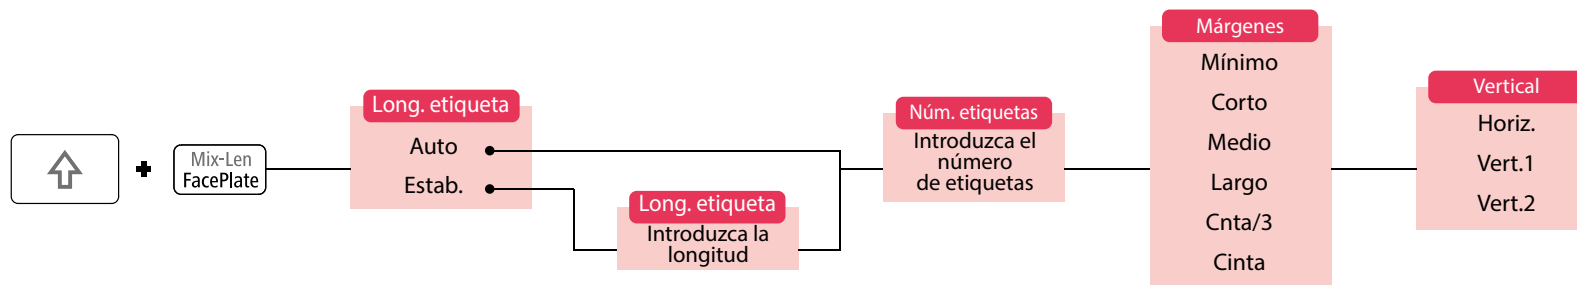 Mix-Len
FacePlate
Long. etiqueta
Auto
Estab.
Long. etiqueta
Introduzca la
longitud
Núm. etiquetas
Introduzca el
número
de etiquetas
Márgenes
Mínimo
Corto
Medio
Largo
Cnta/3
Cinta
Vertical
Horiz.
Vert.1
Vert.2